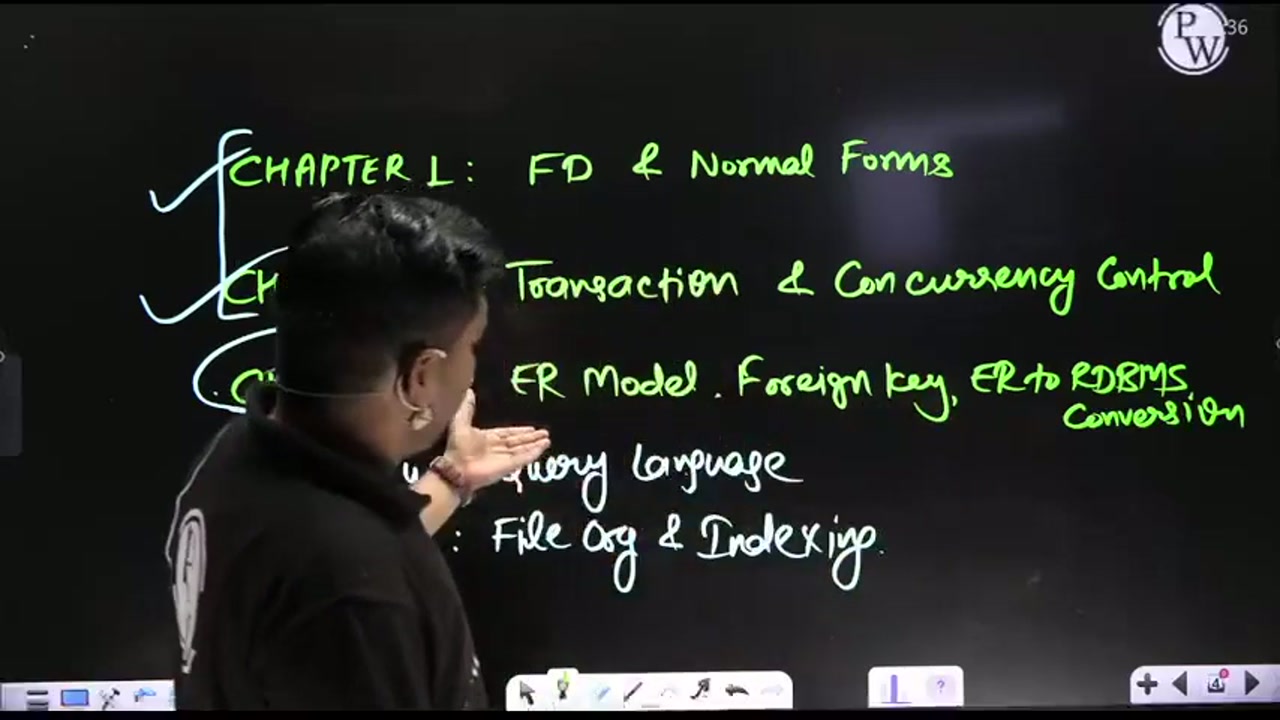 PW
:36
CHAPTER 1: FD & Normal Forms
CH Transaction & Concurrency Control
ER Model. Foreign Key, ER to RDBMS
Conversion
Query Language
: File Org & Indexing.